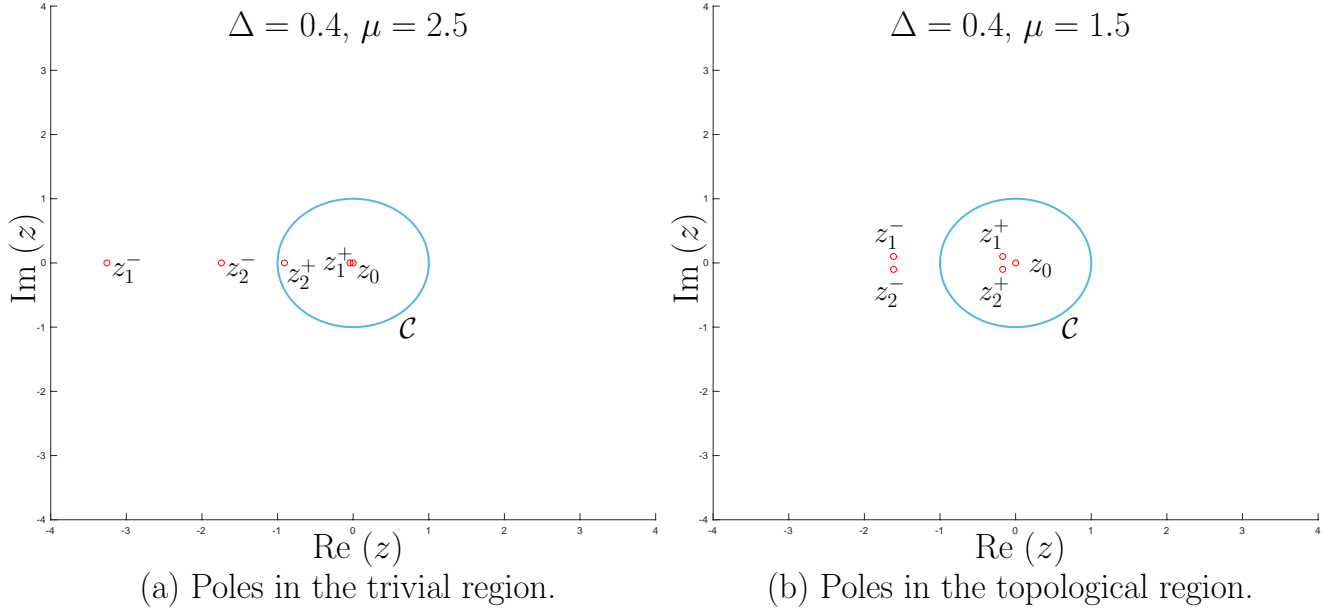 Δ = 0.4, μ = 2.5
4
3
2
1
0
-1
-2
-3
-4
Im (z)
z₁⁻
z₂⁻
z₂⁺
z₁⁺
z₀
𝒞
-4
-3
-2
-1
0
1
2
3
4
Re (z)
(a) Poles in the trivial region.
Δ = 0.4, μ = 1.5
4
3
2
1
0
-1
-2
-3
-4
Im (z)
z₁⁻
z₁⁺
z₀
z₂⁻
z₂⁺
𝒞
-4
-3
-2
-1
0
1
2
3
4
Re (z)
(b) Poles in the topological region.